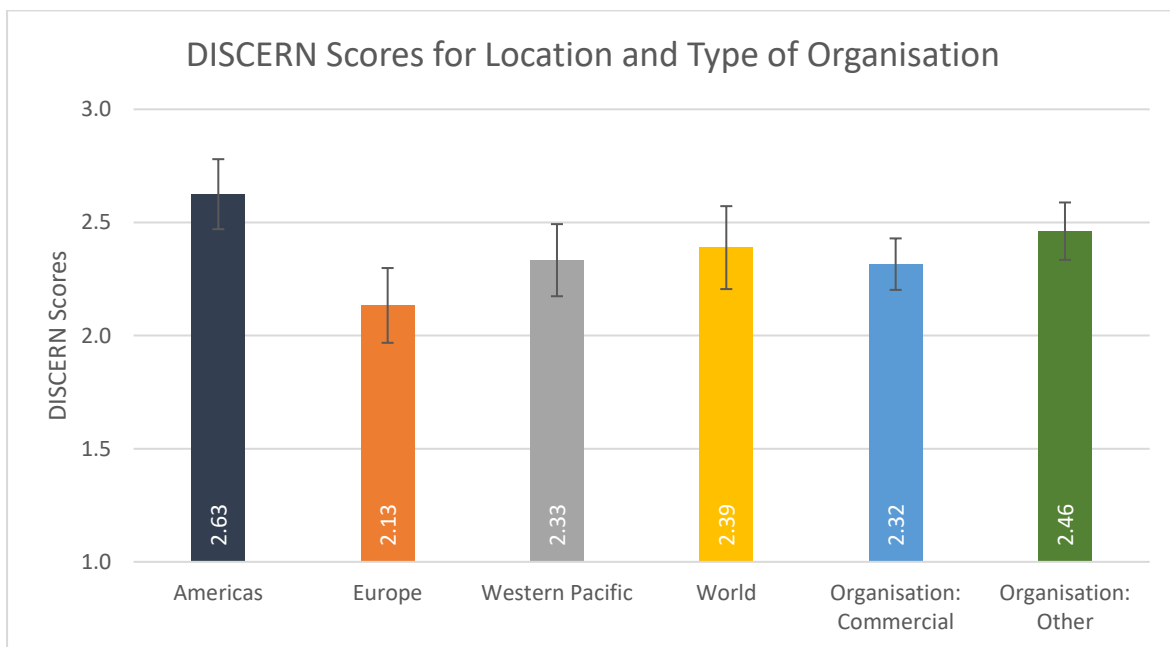 DISCERN Scores for Location and Type of Organisation
DISCERN Scores
3.0
2.5
2.0
1.5
1.0
2.63
2.13
2.33
2.39
2.32
2.46
Americas
Europe
Western Pacific
World
Organisation:
Commercial
Organisation:
Other